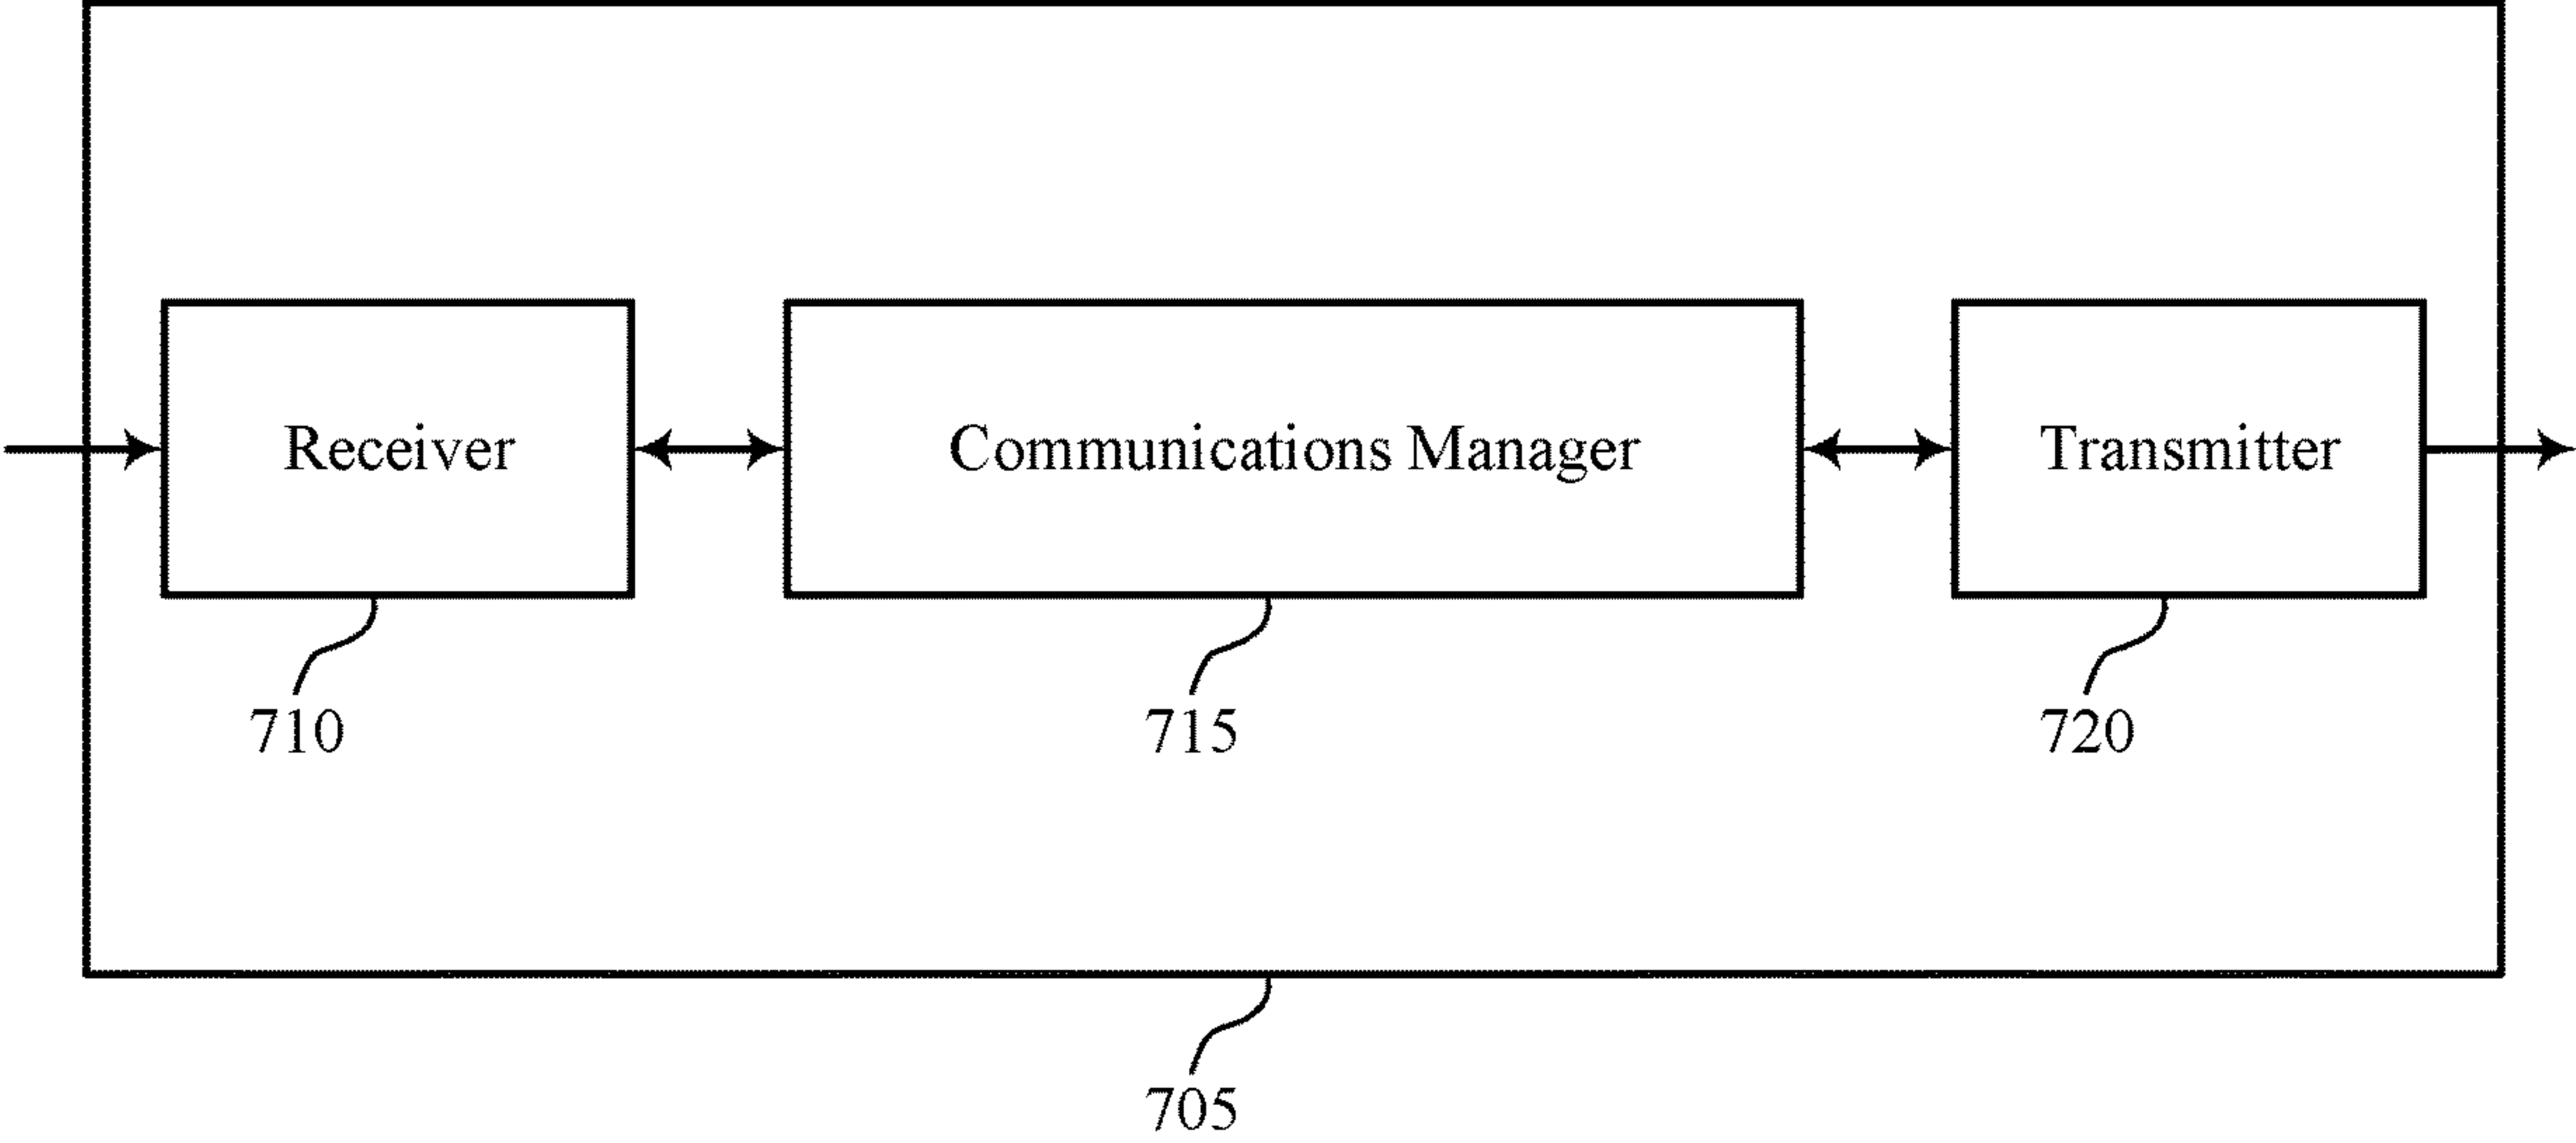 Receiver
Communications Manager
Transmitter
710
715
720
705